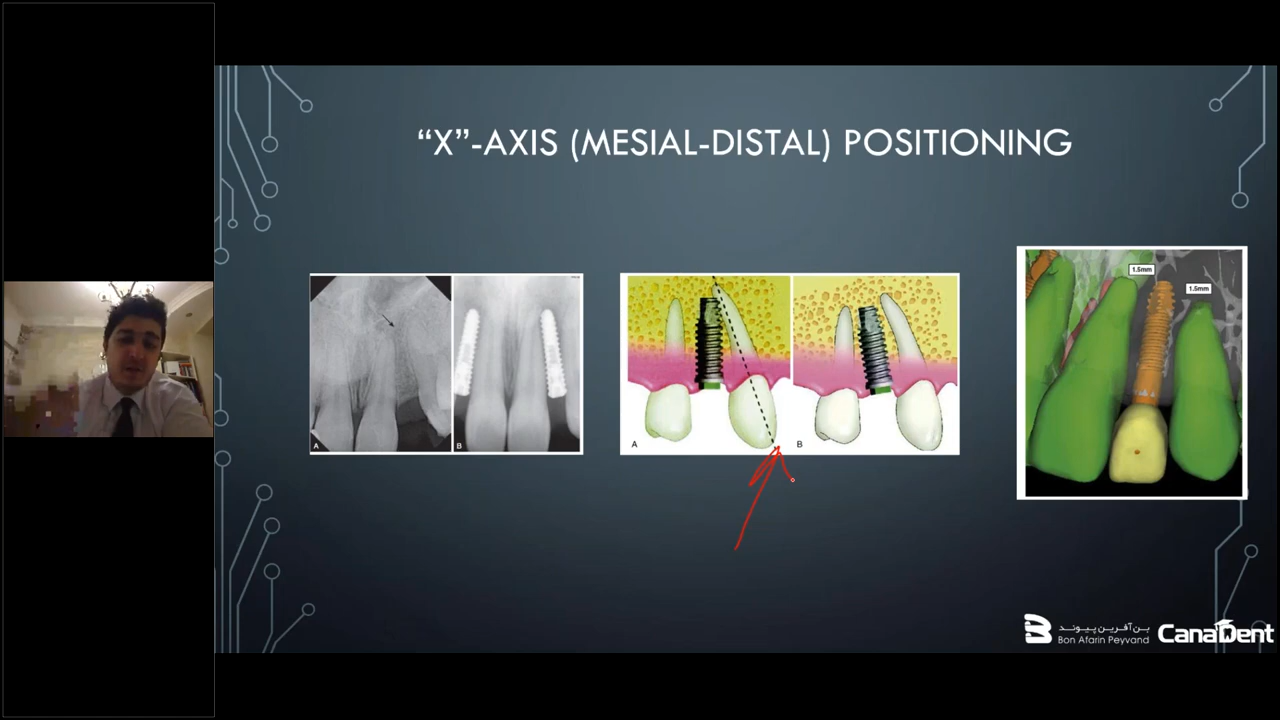 “X”-AXIS (MESIAL-DISTAL) POSITIONING
A
B
A
B
1.5mm
1.5mm
بن‌آفرین‌پیوند
Bon Afarin Peyvand
CanaDent